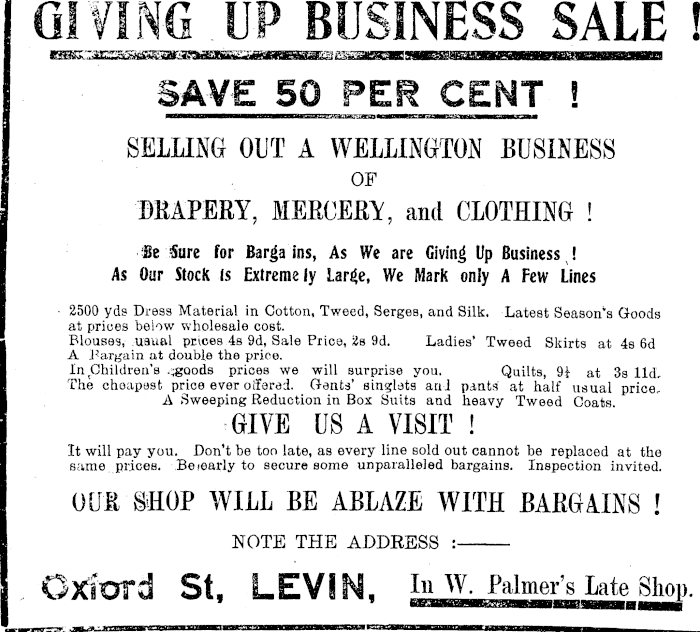 GIVING UP BUSINESS SALE !
SAVE 50 PER CENT !
SELLING OUT A WELLINGTON BUSINESS
OF
DRAPERY, MERCERY, and CLOTHING !
Be Sure for Bargains, As We are Giving Up Business !
As Our Stock is Extremely Large, We Mark only A Few Lines
2500 yds Dress Material in Cotton, Tweed, Serges, and Silk. Latest Season's Goods
at prices below wholesale cost.
Blouses, usual prices 4s 9d, Sale Price, 2s 9d. Ladies' Tweed Skirts at 4s 6d
A Bargain at double the price.
In Children's goods prices we will surprise you. Quilts, 9¼ at 3s 11d.
The cheapest price ever offered. Gents' singlets and pants at half usual price.
A Sweeping Reduction in Box Suits and heavy Tweed Coats.
GIVE US A VISIT !
It will pay you. Don't be too late, as every line sold out cannot be replaced at the
same prices. Be early to secure some unparalleled bargains. Inspection invited.
OUR SHOP WILL BE ABLAZE WITH BARGAINS !
NOTE THE ADDRESS :——
Oxford St, LEVIN, In W. Palmer's Late Shop.